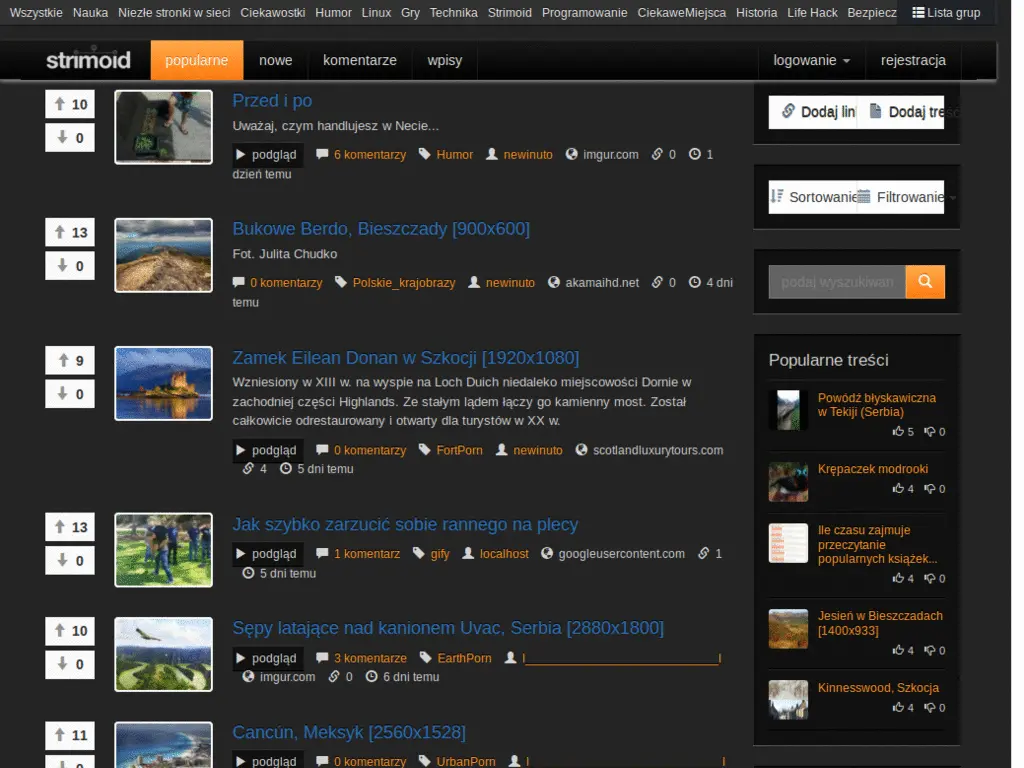 Wszystkie Nauka Niezłe stronki w sieci Ciekawostki Humor Linux Gry Technika Strimoid Programowanie CiekaweMiejsca Historia Life Hack Bezpiecz Lista grup
strimoid popularne nowe komentarze wpisy logowanie rejestracja
10
0
Przed i po
Uważaj, czym handlujesz w Necie...
podgląd 6 komentarzy Humor newinuto imgur.com 0 1
dzień temu
13
0
Bukowe Berdo, Bieszczady [900x600]
Fot. Julita Chudko
0 komentarzy Polskie_krajobrazy newinuto akamaihd.net 0 4 dni
temu
9
0
Zamek Eilean Donan w Szkocji [1920x1080]
Wzniesiony w XIII w. na wyspie na Loch Duich niedaleko miejscowości Dornie w
zachodniej części Highlands. Ze stałym lądem łączy go kamienny most. Został
całkowicie odrestaurowany i otwarty dla turystów w XX w.
podgląd 0 komentarzy FortPorn newinuto scotlandluxurytours.com
4 5 dni temu
13
0
Jak szybko zarzucić sobie rannego na plecy
podgląd 1 komentarz gify localhost googleusercontent.com 1
5 dni temu
10
0
Sępy latające nad kanionem Uvac, Serbia [2880x1800]
podgląd 3 komentarze EarthPorn l____________________________l
imgur.com 0 6 dni temu
11
0
Cancún, Meksyk [2560x1528]
podgląd 0 komentarzy UrbanPorn l l
Dodaj lin Dodaj treść
Sortowanie Filtrowanie
podaj wyszukiwan
Popularne treści
Powódź błyskawiczna
w Tekiji (Serbia)
5 0
Krępaczek modrooki
4 0
Ile czasu zajmuje
przeczytanie
popularnych książek...
4 0
Jesień w Bieszczadach
[1400x933]
4 0
Kinnesswood, Szkocja
4 0